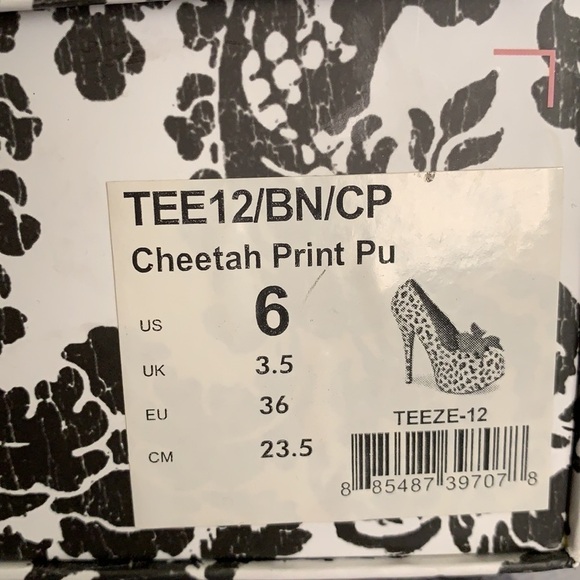 TEE12/BN/CP
Cheetah Print Pu
US 6
UK 3.5
EU 36
CM 23.5
TEEZE-12
8 85487 39707 8